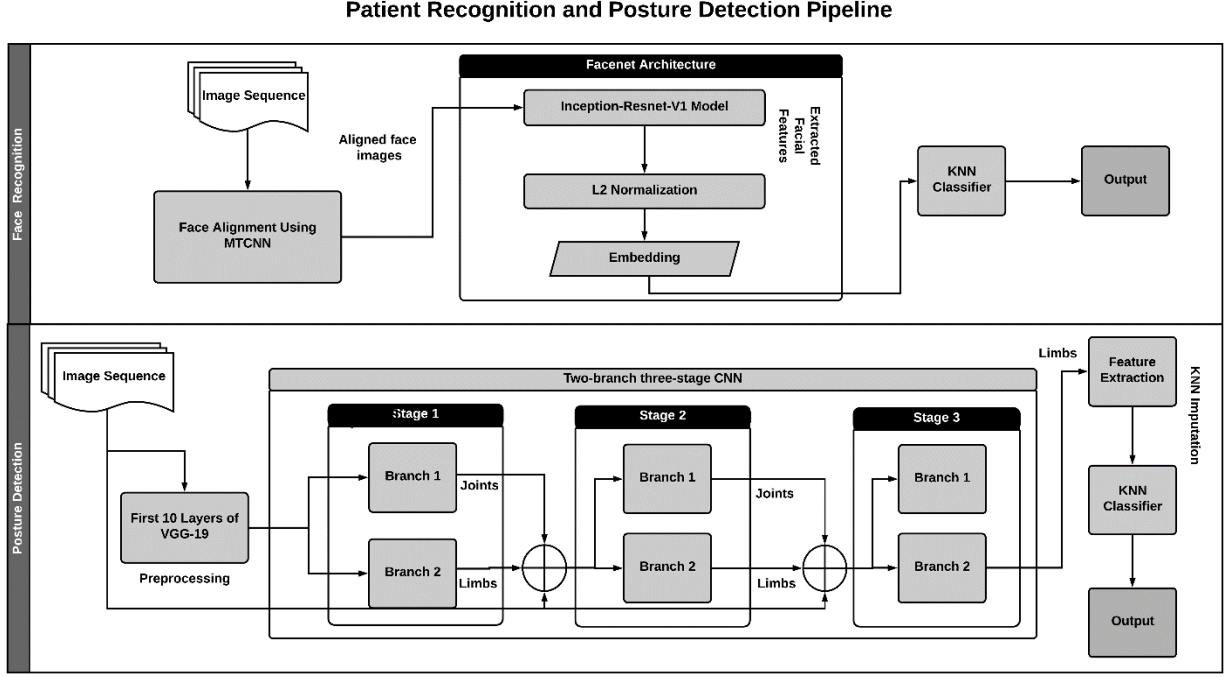 Patient Recognition and Posture Detection Pipeline
Face Recognition
Image Sequence
Face Alignment Using
MTCNN
Aligned face
images
Facenet Architecture
Inception-Resnet-V1 Model
L2 Normalization
Embedding
Extracted
Facial
Features
KNN
Classifier
Output
Posture Detection
Image Sequence
First 10 Layers of
VGG-19
Preprocessing
Two-branch three-stage CNN
Stage 1
Branch 1
Joints
Branch 2
Limbs
Stage 2
Branch 1
Joints
Branch 2
Limbs
Stage 3
Branch 1
Branch 2
Limbs
Feature
Extraction
KNN Imputation
KNN
Classifier
Output